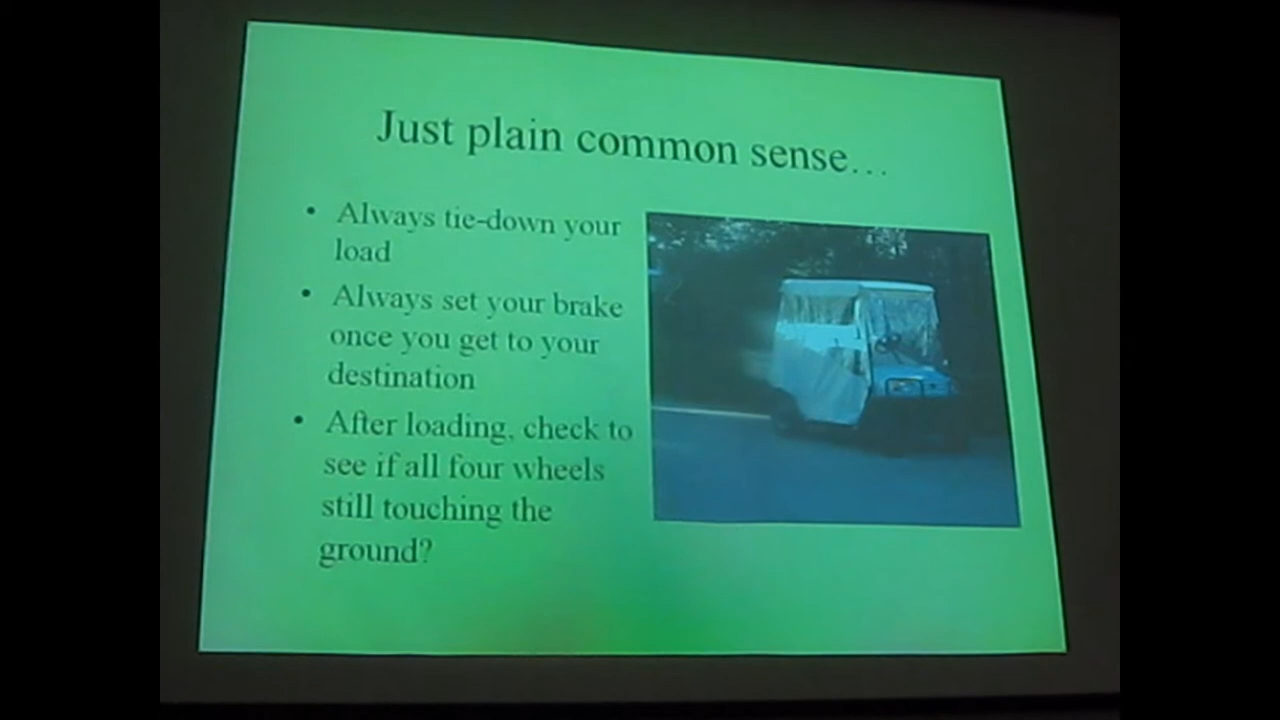 Just plain common sense…
• Always tie-down your
load
• Always set your brake
once you get to your
destination
• After loading, check to
see if all four wheels
still touching the
ground?